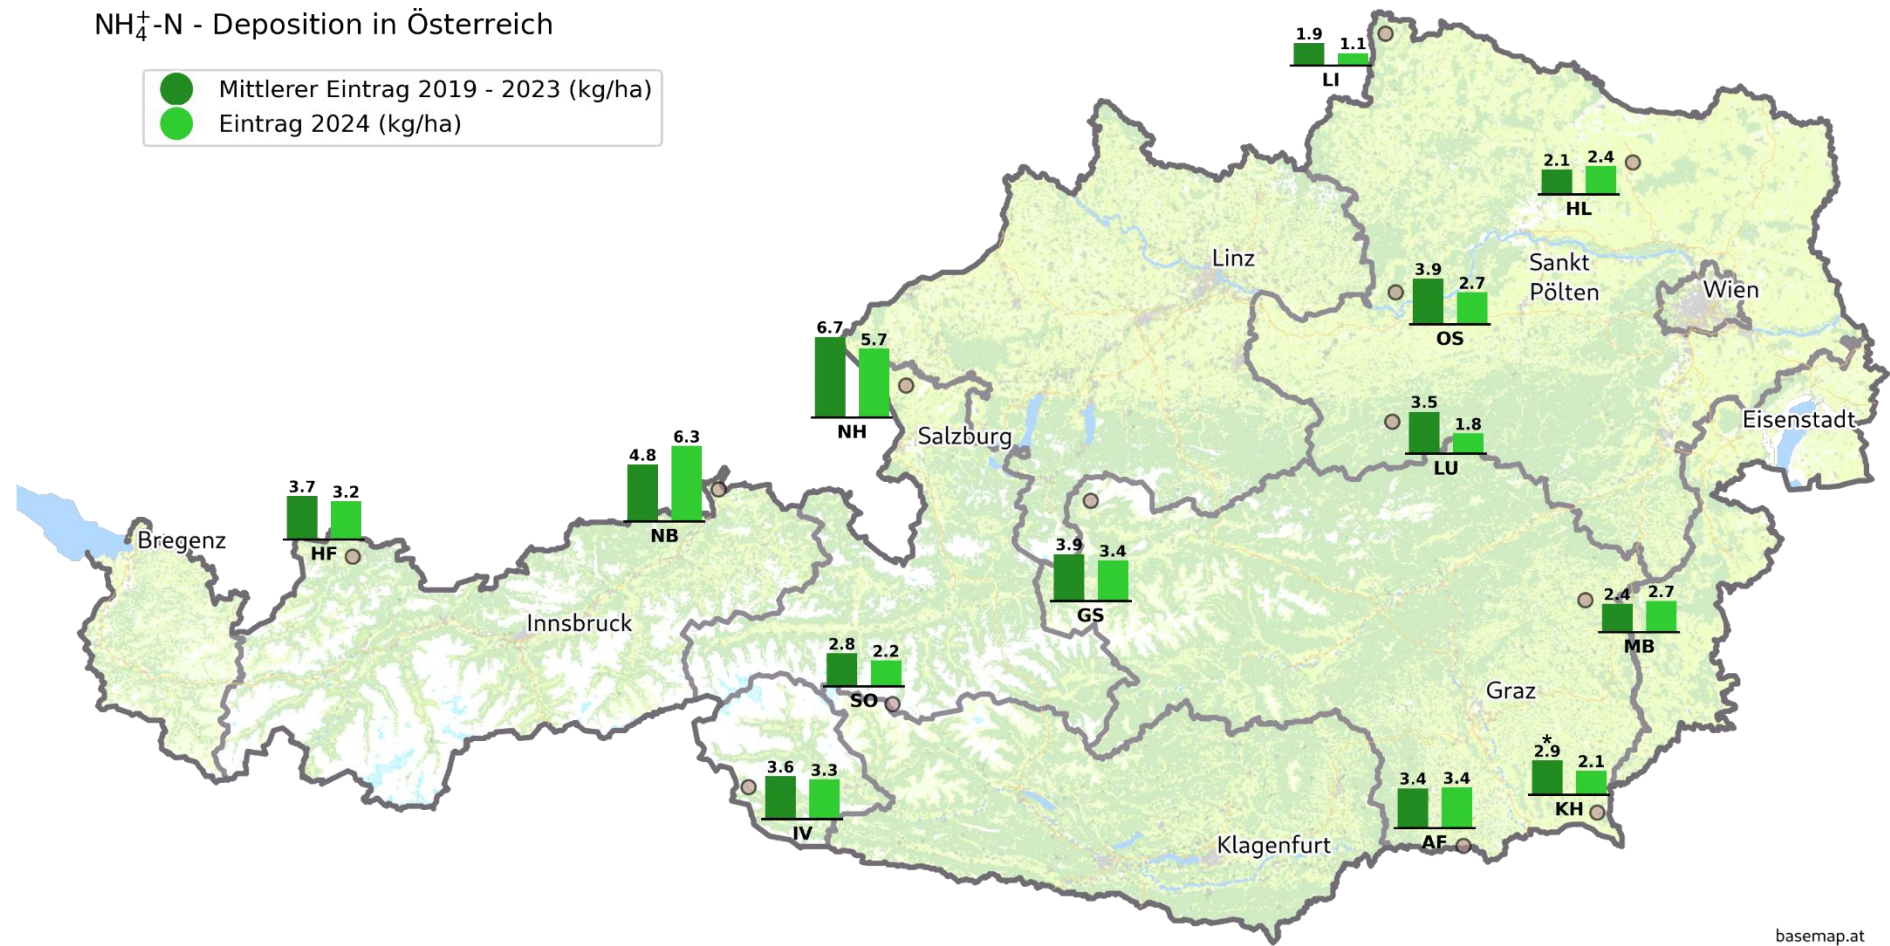 NH₄⁺-N - Deposition in Österreich
Mittlerer Eintrag 2019 - 2023 (kg/ha)
Eintrag 2024 (kg/ha)
1.9 1.1
LI
2.1 2.4
HL
Linz
Sankt
Pölten
Wien
3.9 2.7
OS
6.7 5.7
NH
Salzburg
3.5 1.8
LU
Eisenstadt
4.8 6.3
NB
3.7 3.2
HF
Bregenz
Innsbruck
3.9 3.4
GS
2.4 2.7
MB
2.8 2.2
SO
Graz
3.6 3.3
IV
*
2.9 2.1
KH
3.4 3.4
AF
Klagenfurt
basemap.at